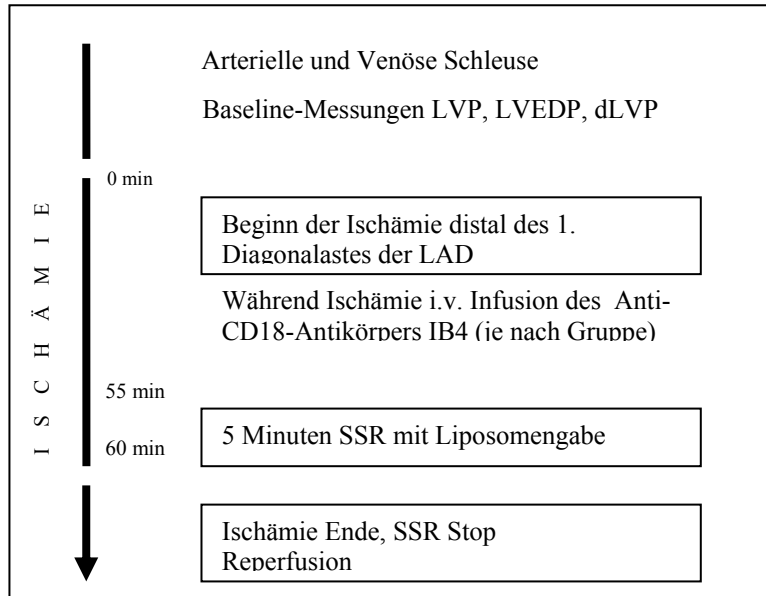 Arterielle und Venöse Schleuse
Baseline-Messungen LVP, LVEDP, dLVP
0 min
ISCHÄMIE
Beginn der Ischämie distal des 1.
Diagonalastes der LAD
Während Ischämie i.v. Infusion des Anti-
CD18-Antikörpers IB4 (je nach Gruppe)
55 min
5 Minuten SSR mit Liposomengabe
60 min
Ischämie Ende, SSR Stop
Reperfusion